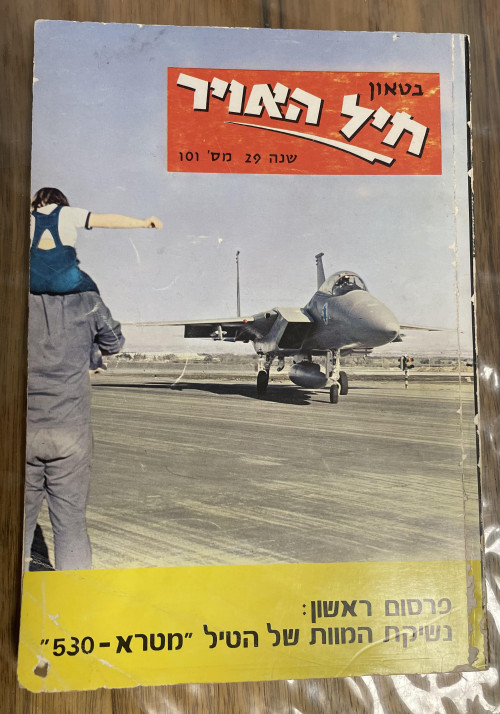 בטאון
חיל האויר
שנה 29 מס' 101
פרסום ראשון:
נשיקת המוות של הטיל "מטרא-530"